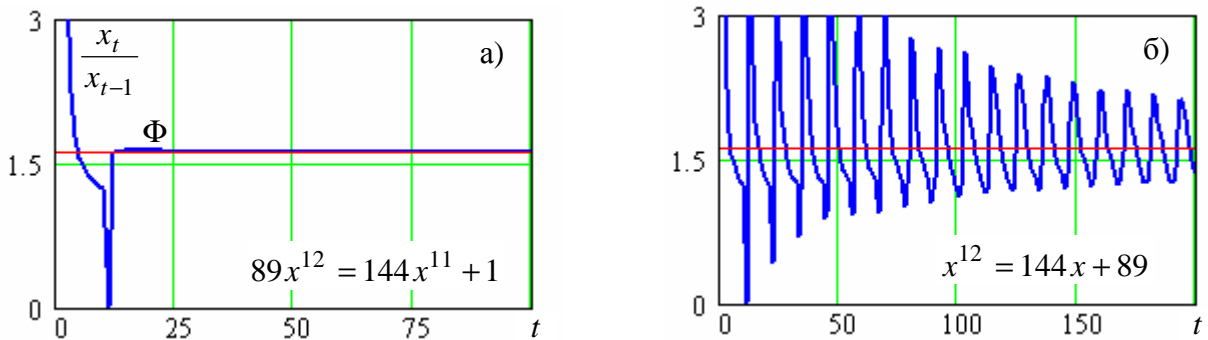 3
x_t / x_{t−1}
а)
Φ
1.5
89x^{12} = 144x^{11} + 1
0
0 25 50 75 t
3
б)
1.5
x^{12} = 144x + 89
0
0 50 100 150 t